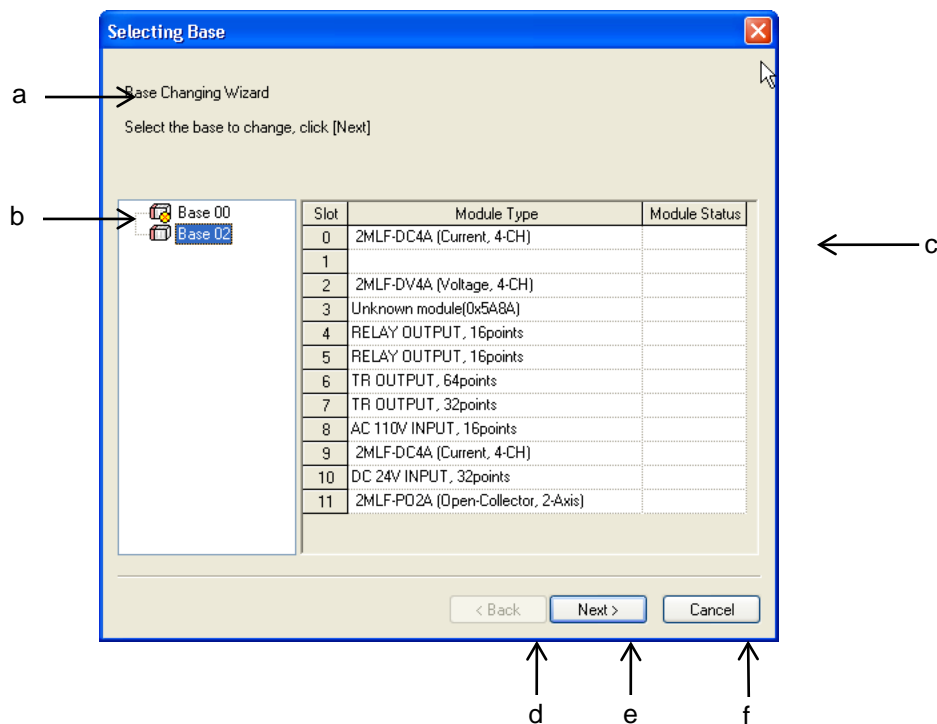 Selecting Base
a
Base Changing Wizard
Select the base to change, click [Next]
b
Base 00
Base 02
Slot Module Type Module Status
0 2MLF-DC4A (Current, 4-CH)
1
2 2MLF-DV4A (Voltage, 4-CH)
3 Unknown module(0x5A8A)
4 RELAY OUTPUT, 16points
5 RELAY OUTPUT, 16points
6 TR OUTPUT, 64points
7 TR OUTPUT, 32points
8 AC 110V INPUT, 16points
9 2MLF-DC4A (Current, 4-CH)
10 DC 24V INPUT, 32points
11 2MLF-PO2A (Open-Collector, 2-Axis)
c
< Back Next > Cancel
d e f